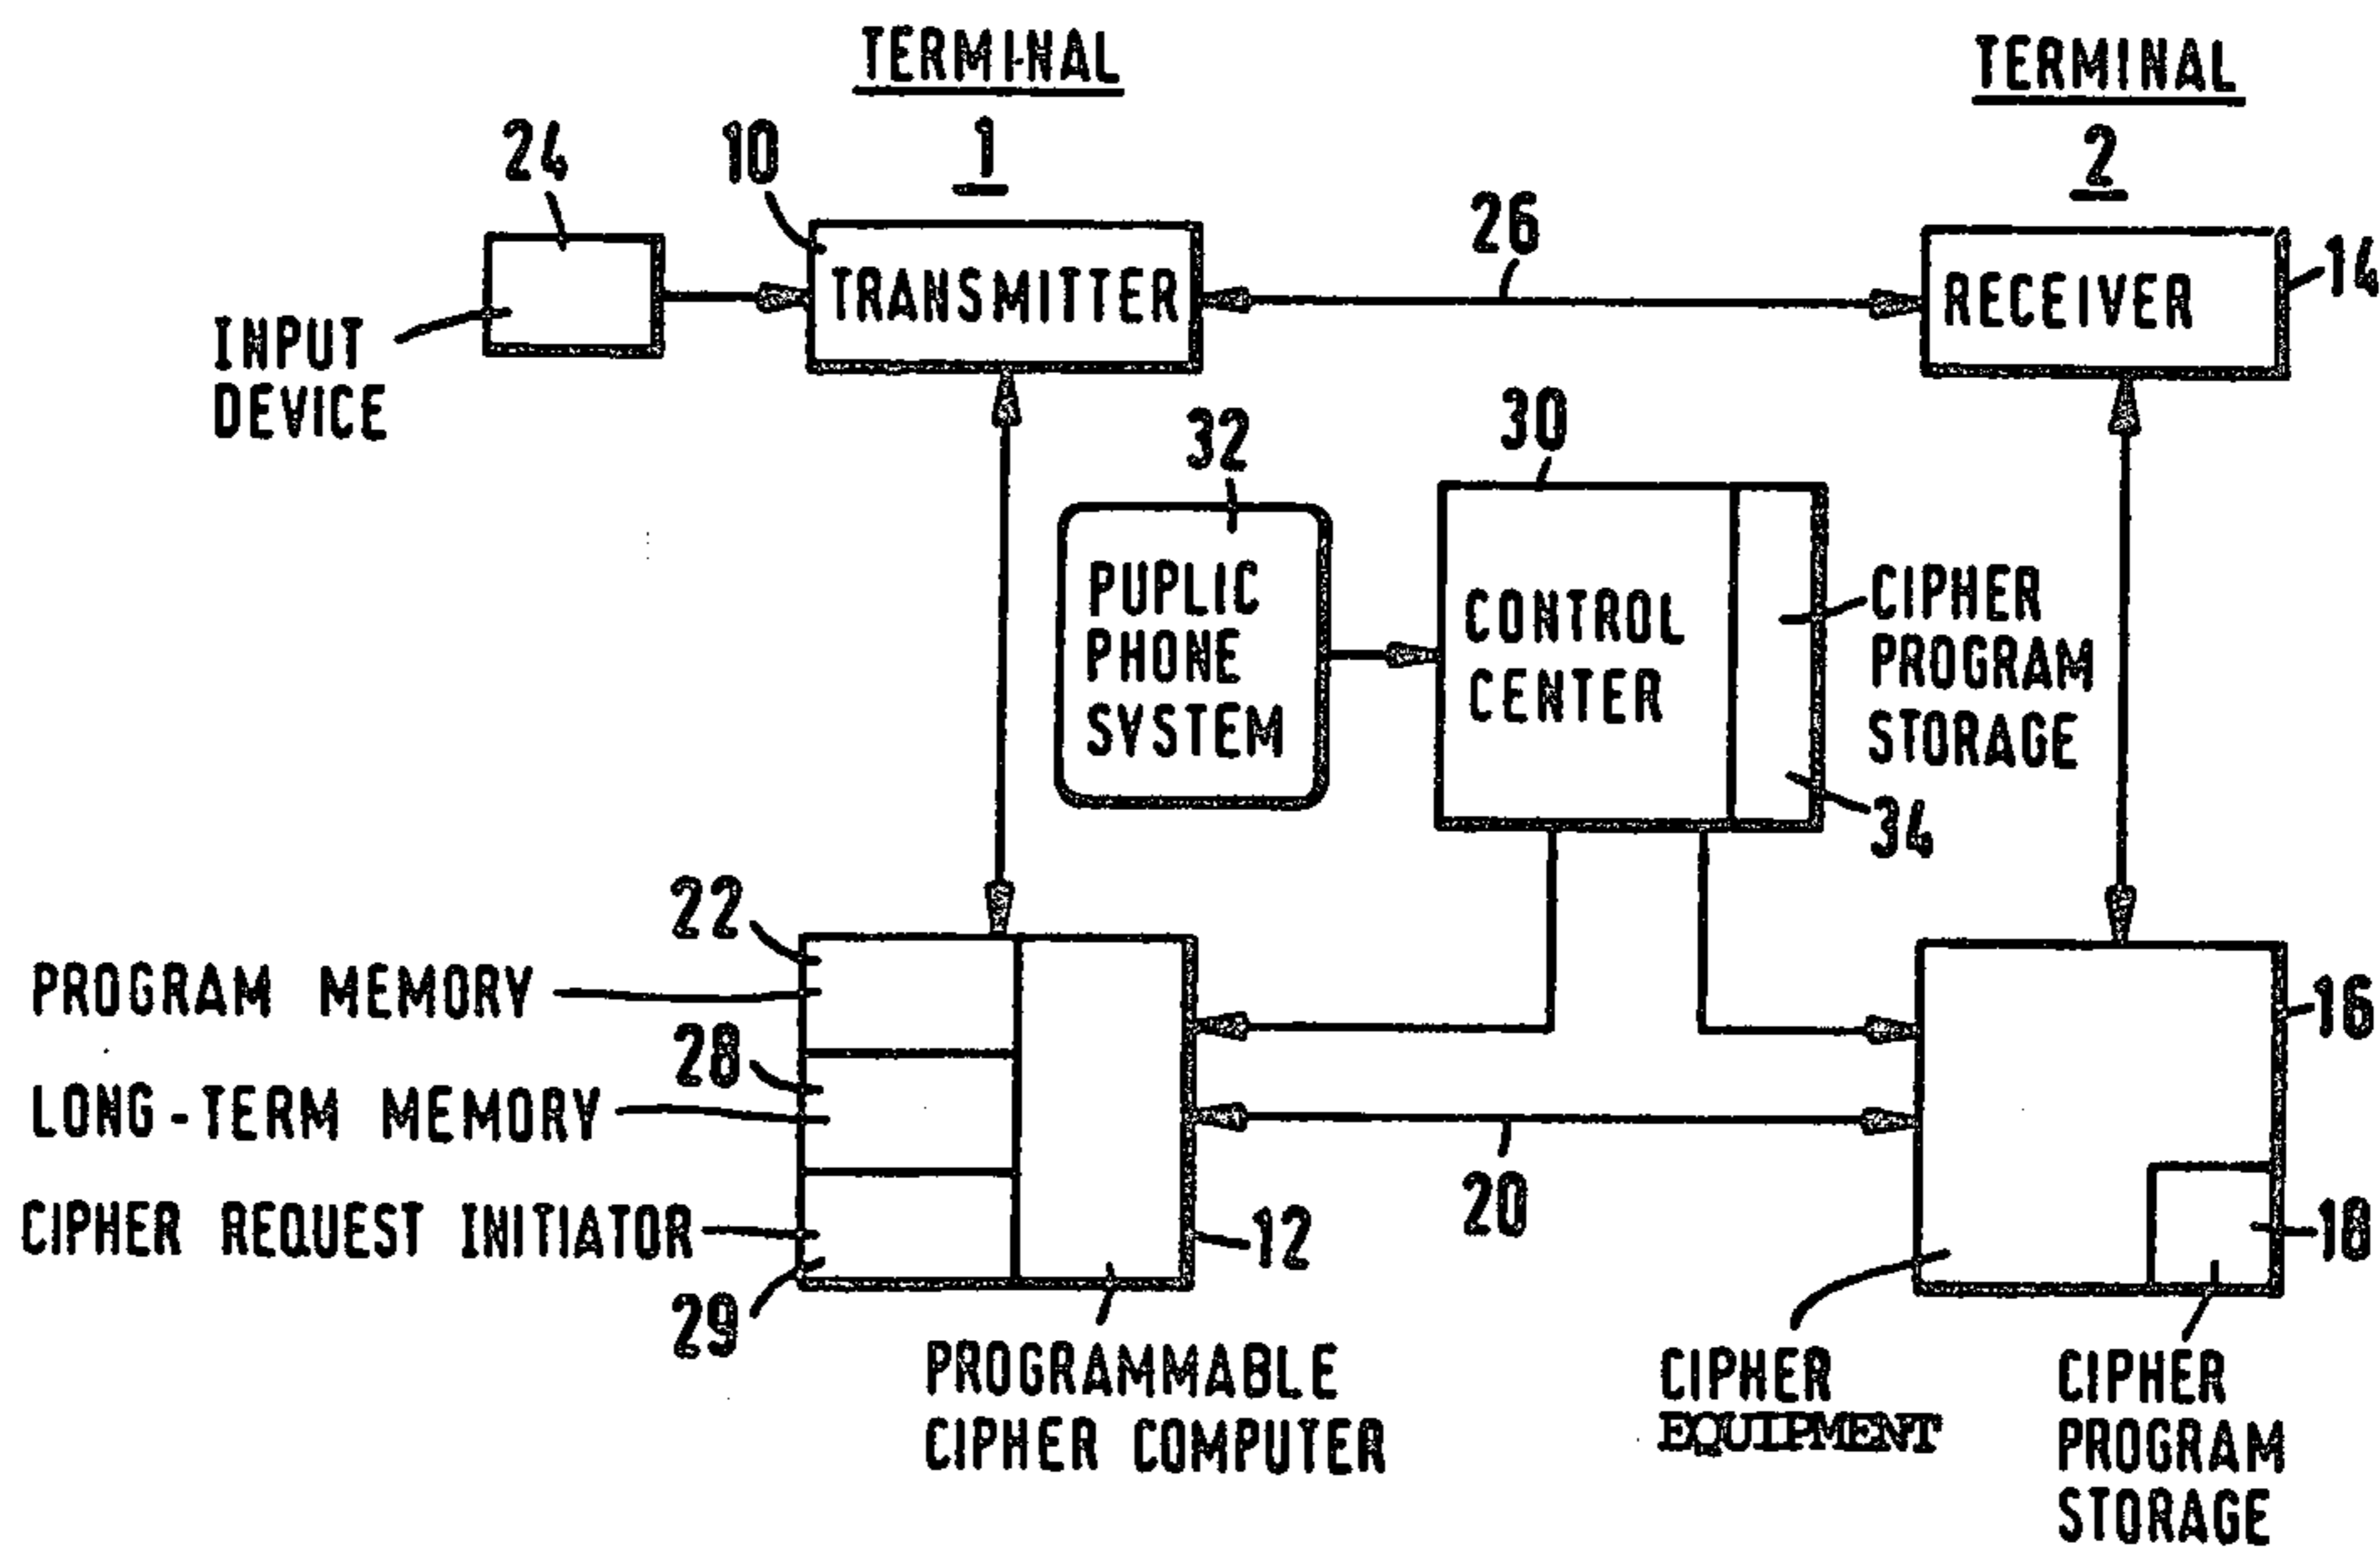 TERMINAL
1
TERMINAL
2
24
10
26
14
TRANSMITTER
RECEIVER
INPUT
DEVICE
32
30
PUPLIC
PHONE
SYSTEM
CONTROL
CENTER
CIPHER
PROGRAM
STORAGE
34
22
PROGRAM MEMORY
28
LONG-TERM MEMORY
CIPHER REQUEST INITIATOR
29
12
20
16
18
PROGRAMMABLE
CIPHER COMPUTER
CIPHER
EQUIPMENT
CIPHER
PROGRAM
STORAGE